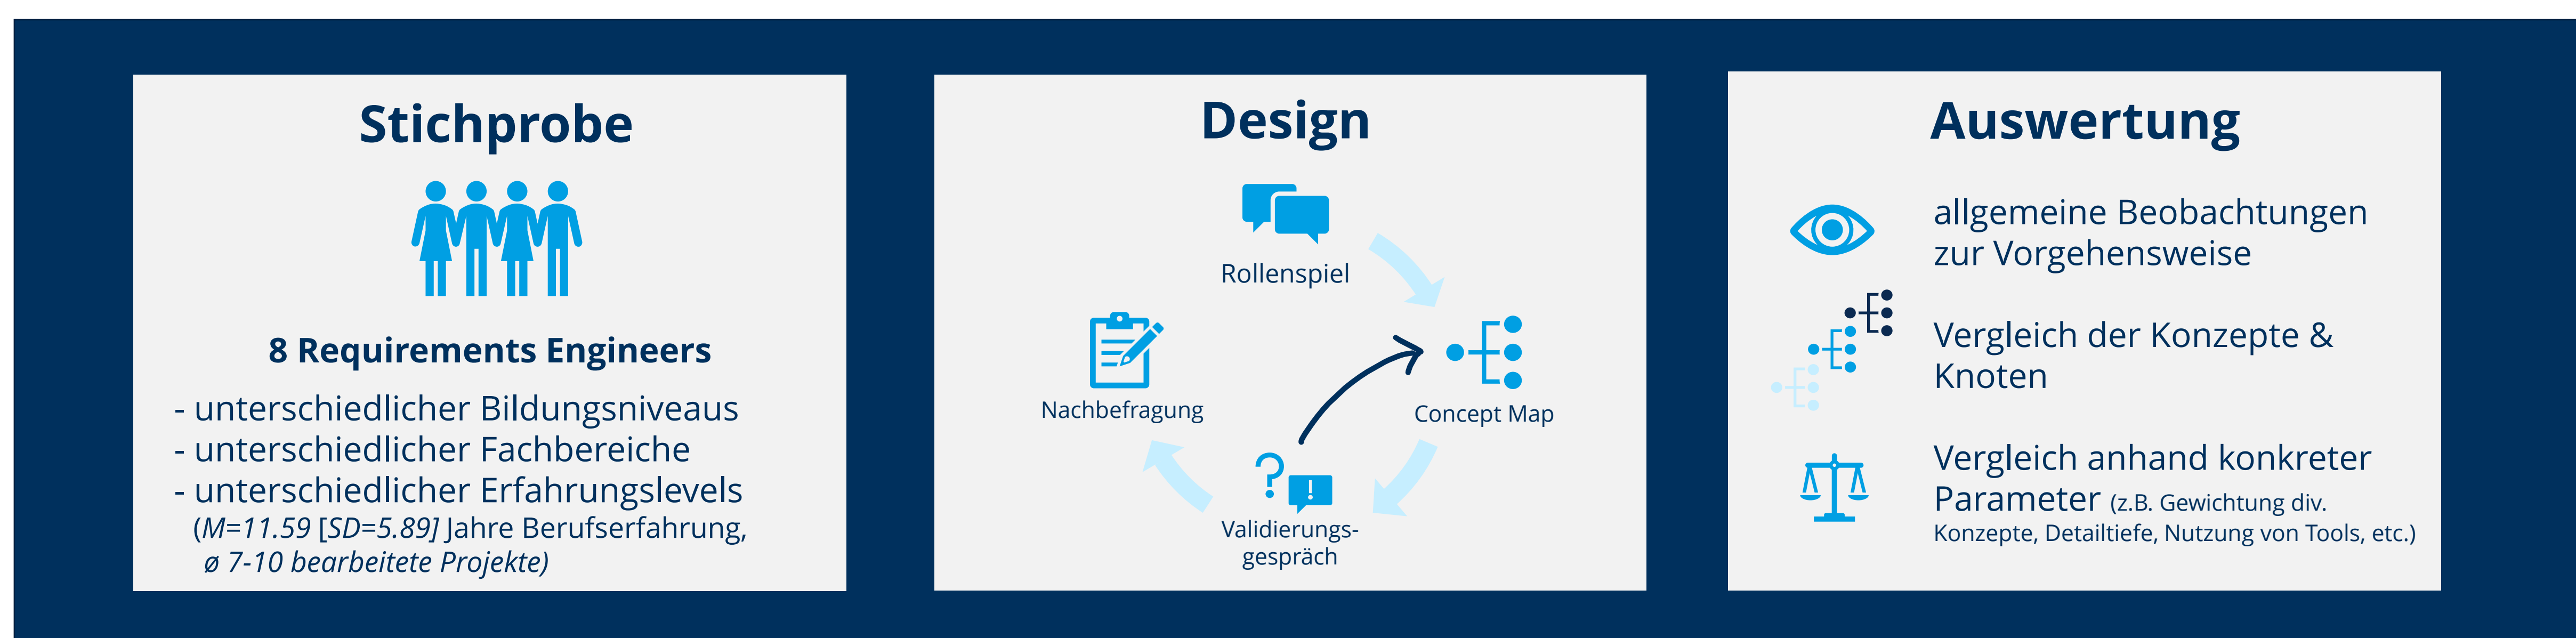 Stichprobe
8 Requirements Engineers
- unterschiedlicher Bildungsniveaus
- unterschiedlicher Fachbereiche
- unterschiedlicher Erfahrungslevels
(M=11.59 [SD=5.89] Jahre Berufserfahrung,
ø 7-10 bearbeitete Projekte)
Design
Rollenspiel
Nachbefragung
Concept Map
?
!
Validierungs-
gespräch
Auswertung
allgemeine Beobachtungen
zur Vorgehensweise
Vergleich der Konzepte &
Knoten
Vergleich anhand konkreter
Parameter (z.B. Gewichtung div.
Konzepte, Detailtiefe, Nutzung von Tools, etc.)